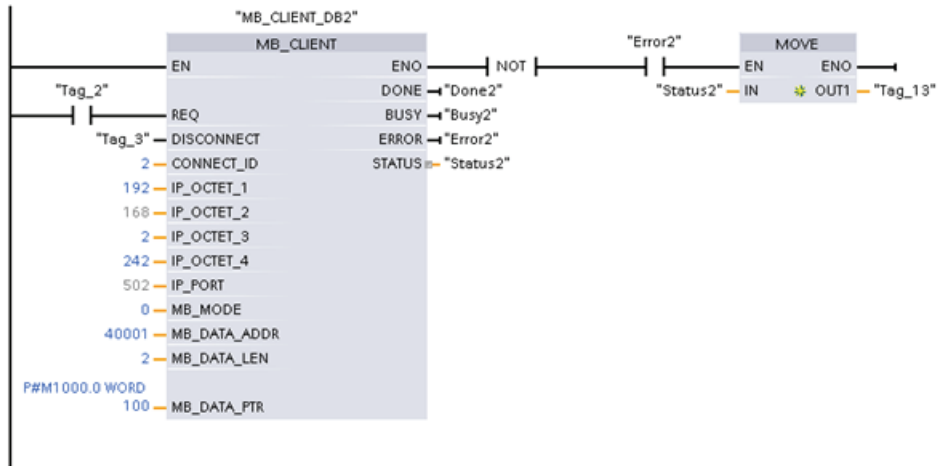 "MB_CLIENT_DB2"
MB_CLIENT
EN ENO NOT "Error2" MOVE EN ENO
"Tag_2" DONE "Done2" "Status2" IN OUT1 "Tag_13"
REQ BUSY "Busy2"
"Tag_3" DISCONNECT ERROR "Error2"
2 CONNECT_ID STATUS "Status2"
192 IP_OCTET_1
168 IP_OCTET_2
2 IP_OCTET_3
242 IP_OCTET_4
502 IP_PORT
0 MB_MODE
40001 MB_DATA_ADDR
2 MB_DATA_LEN
P#M1000.0 WORD
100 MB_DATA_PTR